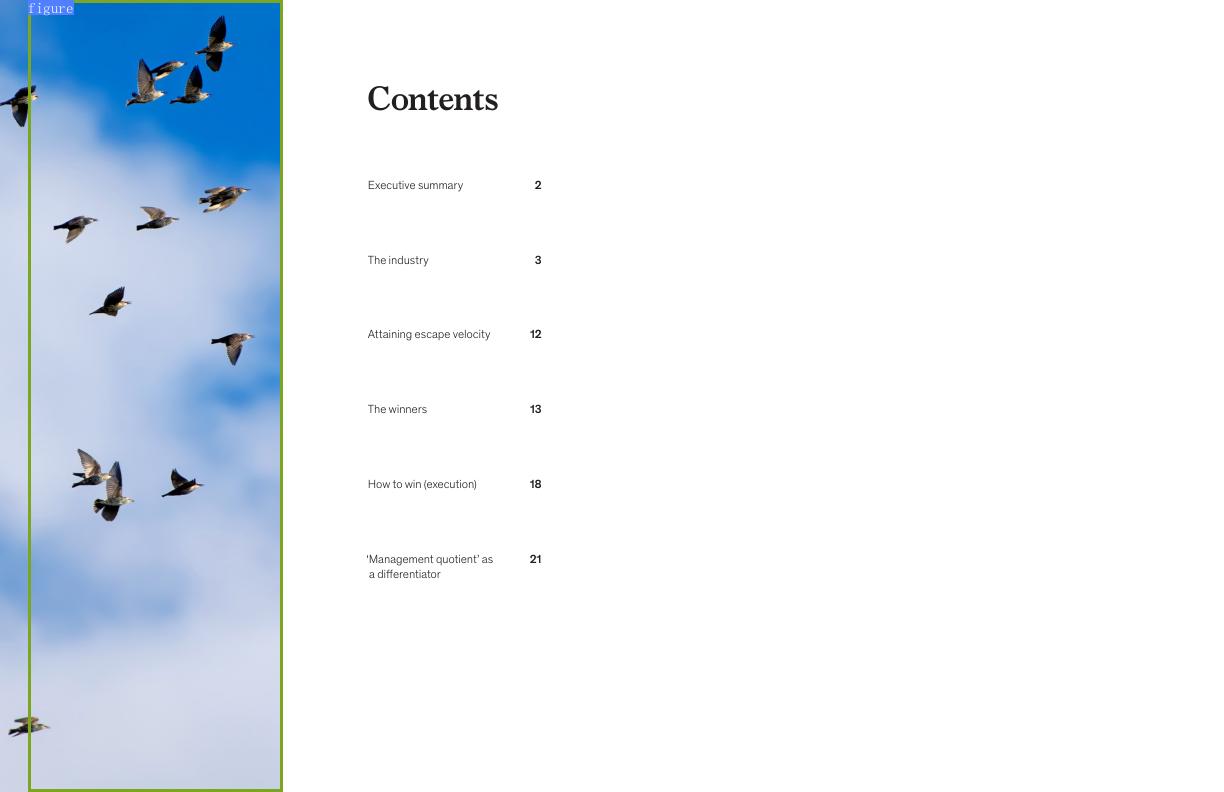 figure
Contents
Executive summary 2
The industry 3
Attaining escape velocity 12
The winners 13
How to win (execution) 18
‘Management quotient’ as 21
a differentiator